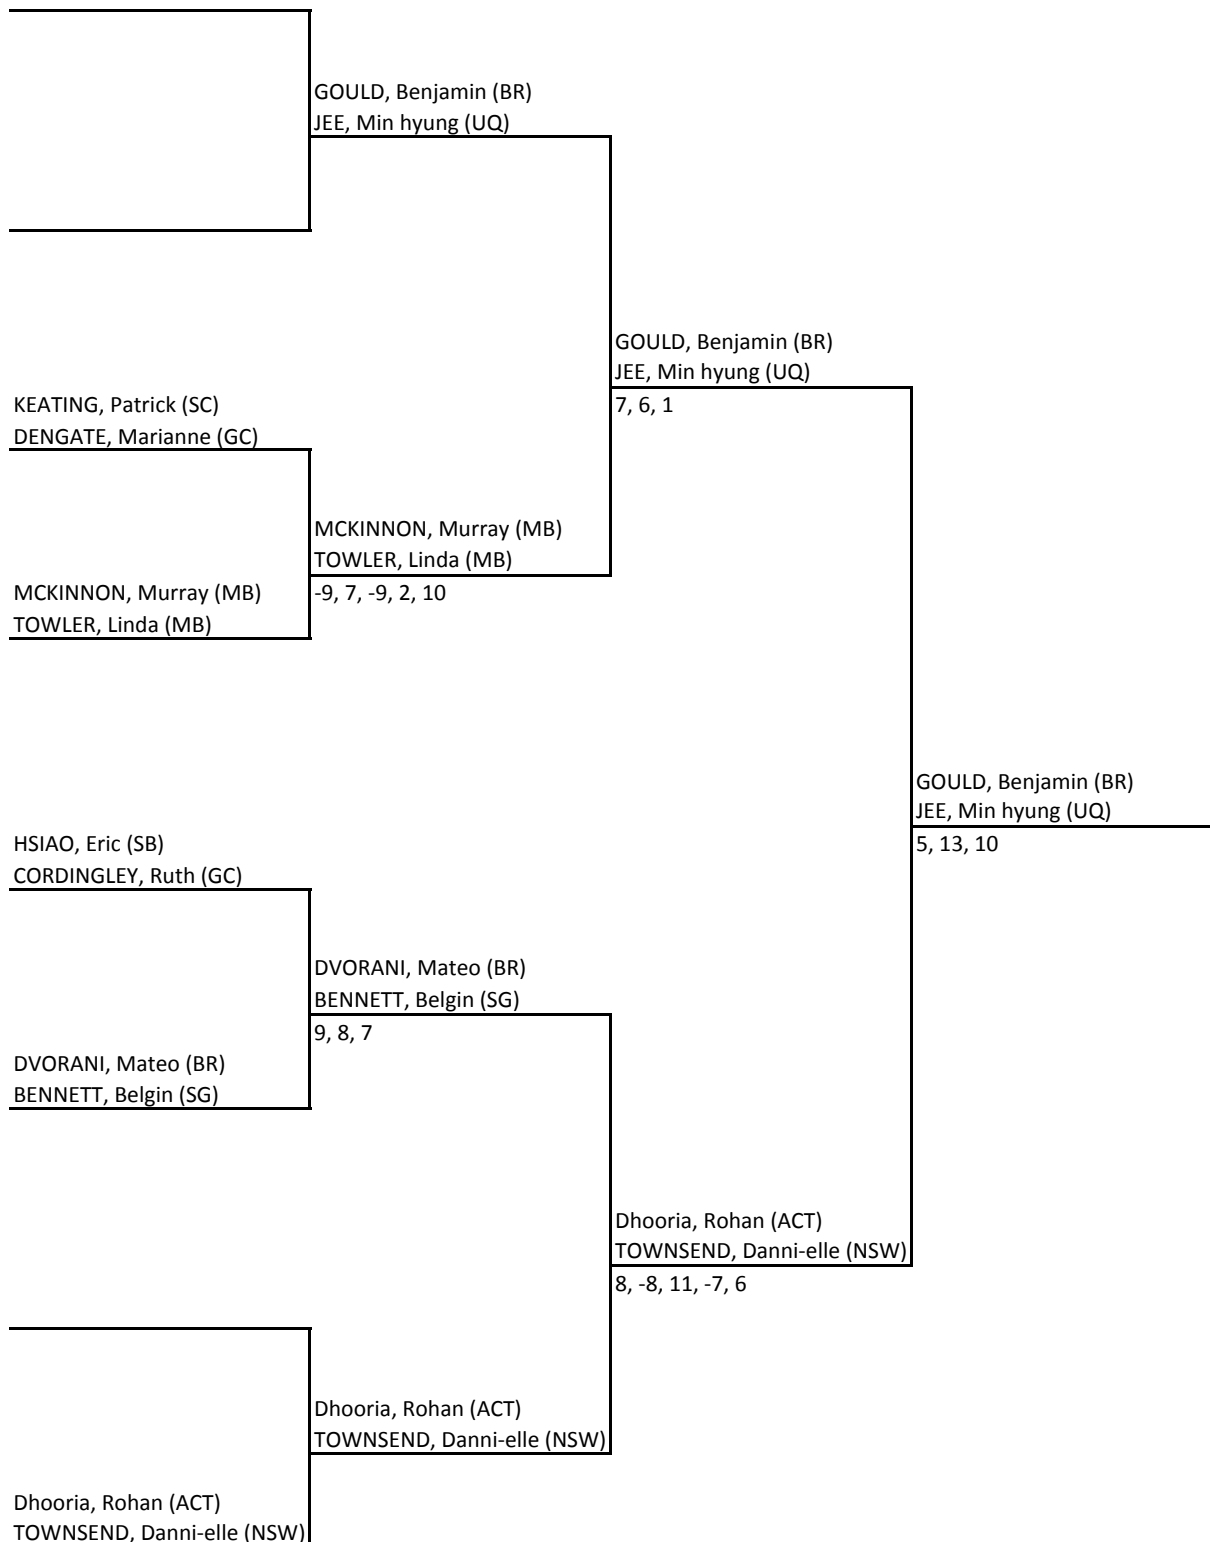 GOULD, Benjamin (BR)
JEE, Min hyung (UQ)
GOULD, Benjamin (BR)
JEE, Min hyung (UQ)
7, 6, 1
KEATING, Patrick (SC)
DENGATE, Marianne (GC)
MCKINNON, Murray (MB)
TOWLER, Linda (MB)
-9, 7, -9, 2, 10
MCKINNON, Murray (MB)
TOWLER, Linda (MB)
GOULD, Benjamin (BR)
JEE, Min hyung (UQ)
5, 13, 10
HSIAO, Eric (SB)
CORDINGLEY, Ruth (GC)
DVORANI, Mateo (BR)
BENNETT, Belgin (SG)
9, 8, 7
DVORANI, Mateo (BR)
BENNETT, Belgin (SG)
Dhooria, Rohan (ACT)
TOWNSEND, Danni-elle (NSW)
8, -8, 11, -7, 6
Dhooria, Rohan (ACT)
TOWNSEND, Danni-elle (NSW)
Dhooria, Rohan (ACT)
TOWNSEND, Danni-elle (NSW)